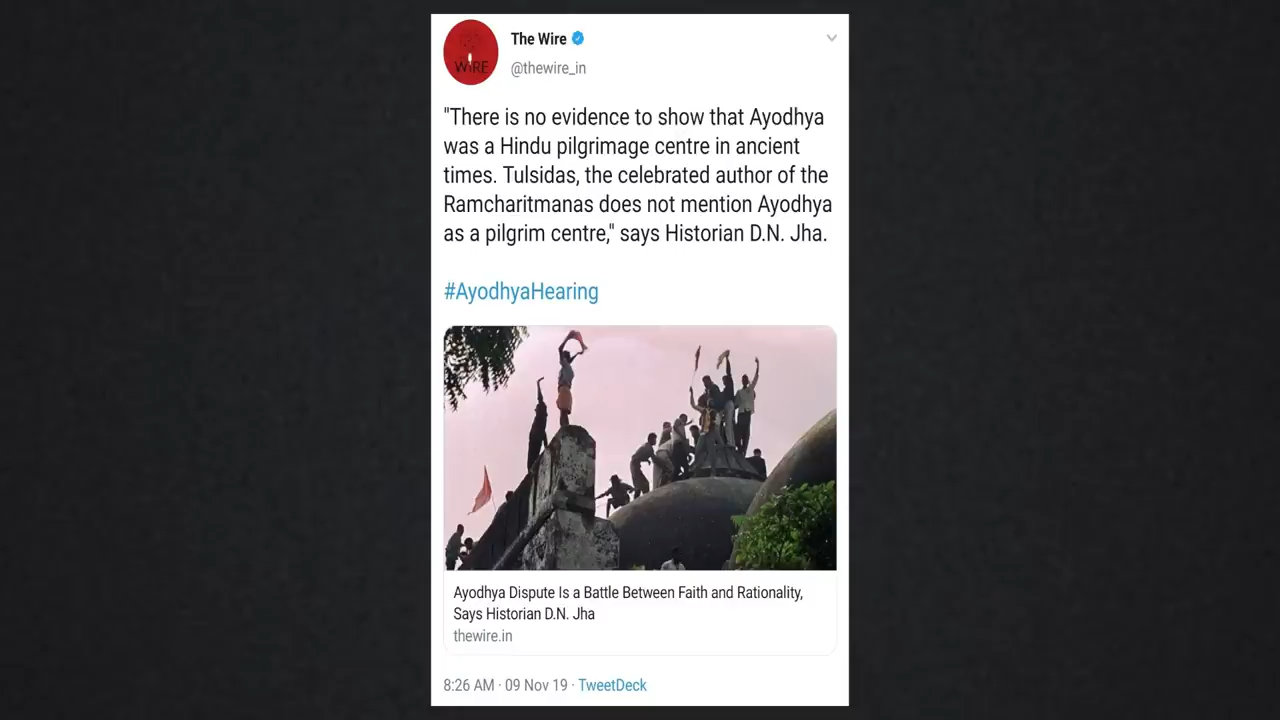 The Wire
@thewire_in
WIRE
"There is no evidence to show that Ayodhya
was a Hindu pilgrimage centre in ancient
times. Tulsidas, the celebrated author of the
Ramcharitmanas does not mention Ayodhya
as a pilgrim centre," says Historian D.N. Jha.
#AyodhyaHearing
Ayodhya Dispute Is a Battle Between Faith and Rationality,
Says Historian D.N. Jha
thewire.in
8:26 AM · 09 Nov 19 · TweetDeck